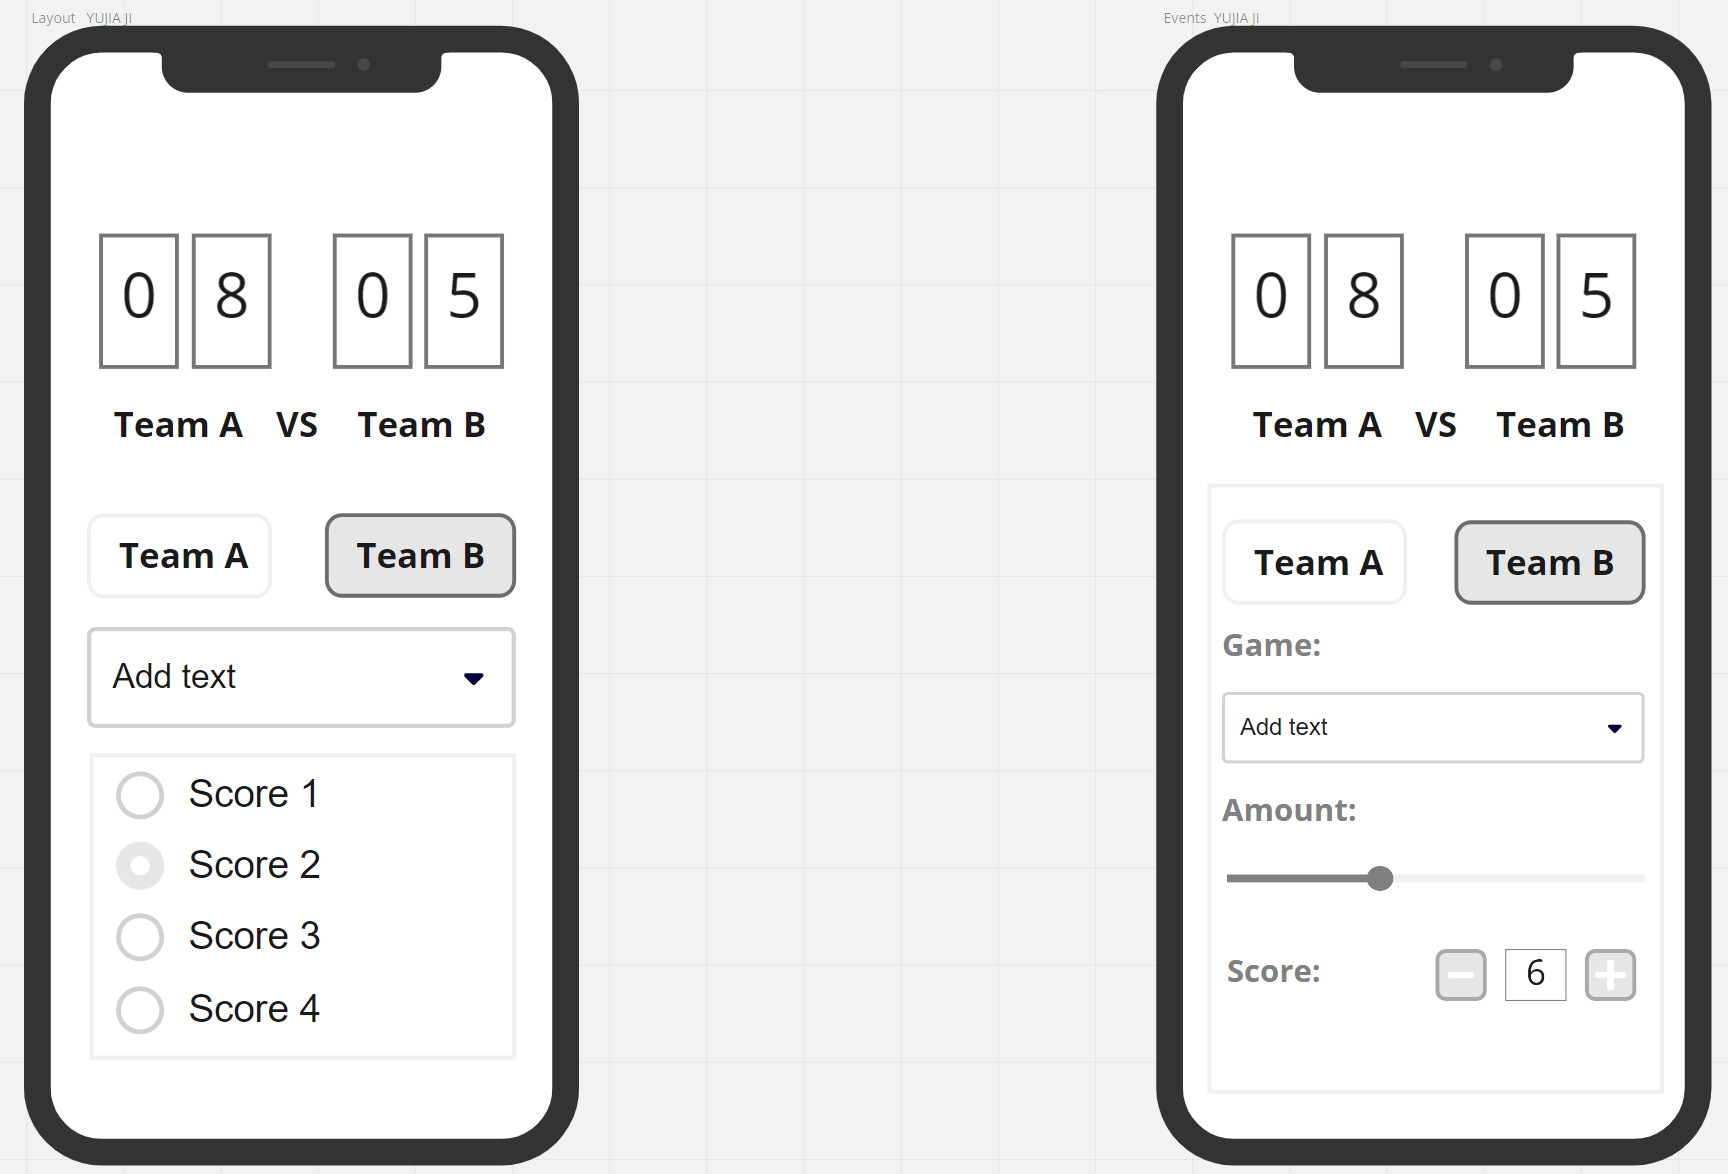 Layout YUJIA JI
0 8 0 5
Team A VS Team B
Team A Team B
Add text
Score 1
Score 2
Score 3
Score 4
Events YUJIA JI
0 8 0 5
Team A VS Team B
Team A Team B
Game:
Add text
Amount:
Score: 6